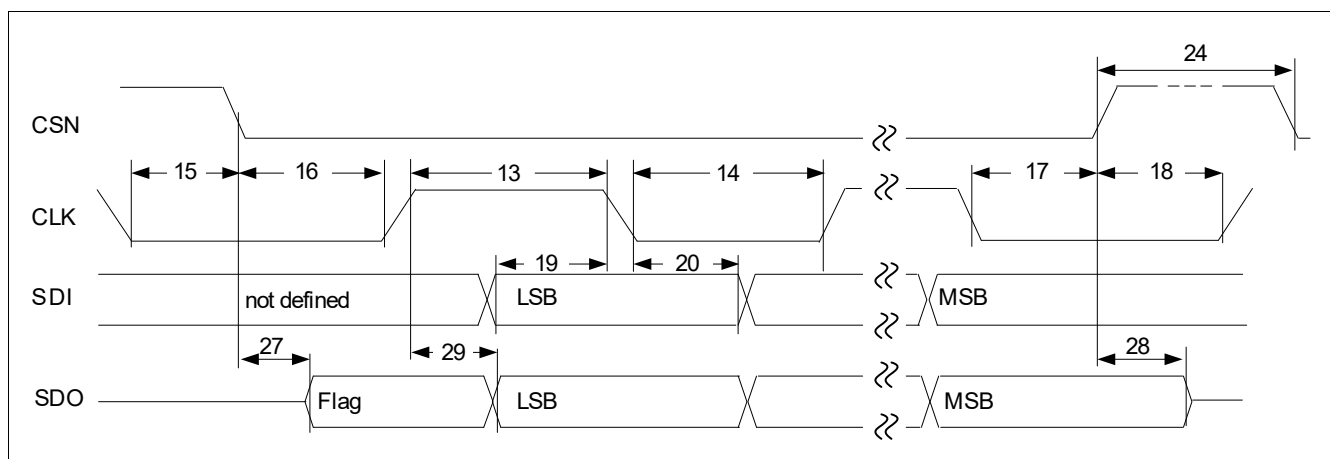 24
CSN
15 16 13 14 17 18
CLK
19 20
SDI not defined LSB MSB
27 29 28
SDO Flag LSB MSB